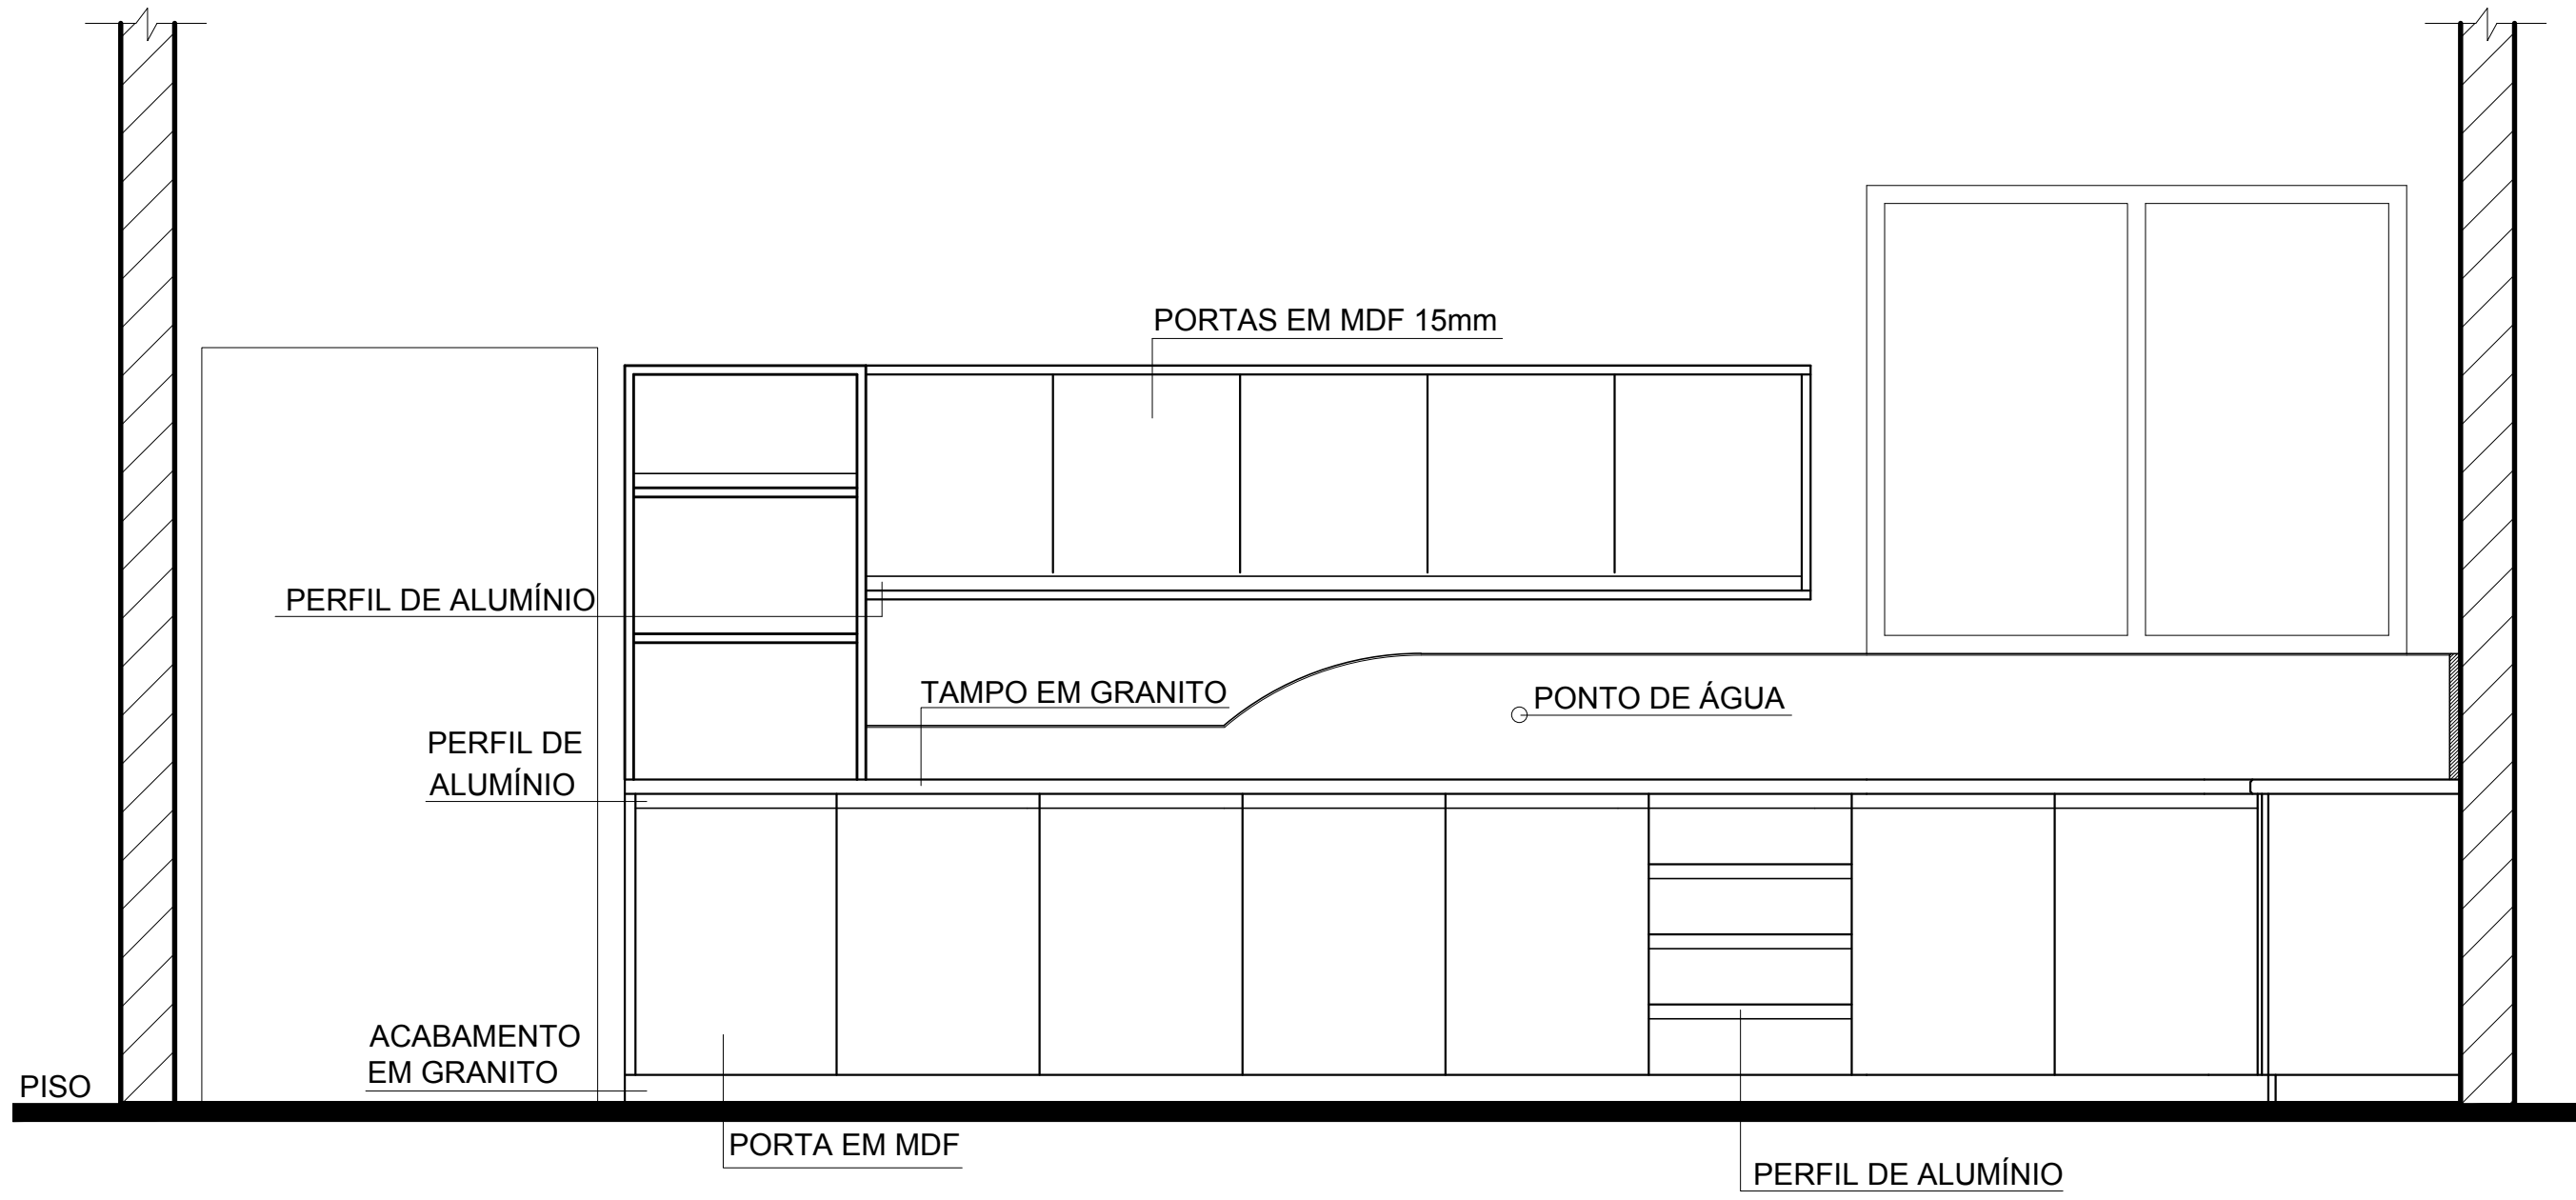 PORTAS EM MDF 15mm
PERFIL DE ALUMÍNIO
TAMPO EM GRANITO
PONTO DE ÁGUA
PERFIL DE
ALUMÍNIO
ACABAMENTO
EM GRANITO
PISO
PORTA EM MDF
PERFIL DE ALUMÍNIO